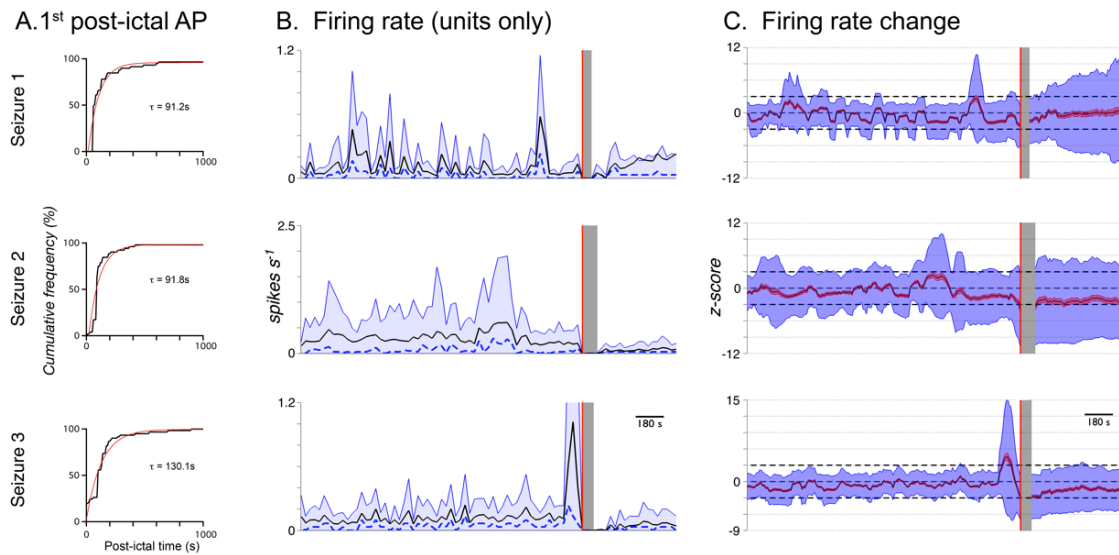 A.1st post-ictal AP
B. Firing rate (units only)
C. Firing rate change
Seizure 1
Seizure 2
Seizure 3
Cumulative frequency (%)
100
50
0
τ = 91.2s
0
1000
100
50
0
τ = 91.8s
0
1000
100
50
0
τ = 130.1s
0
1000
Post-ictal time (s)
spikes s-1
1.2
0
2.5
0
1.2
0
180 s
z-score
12
0
-12
12
0
-12
15
0
-9
180 s